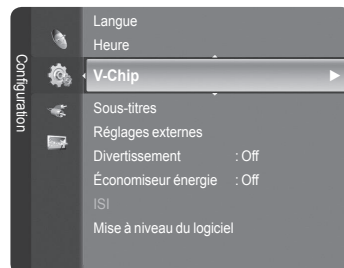 Configuration
Langue
Heure
V-Chip
Sous-titres
Réglages externes
Divertissement : Off
Économiseur énergie : Off
ISI
Mise à niveau du logiciel